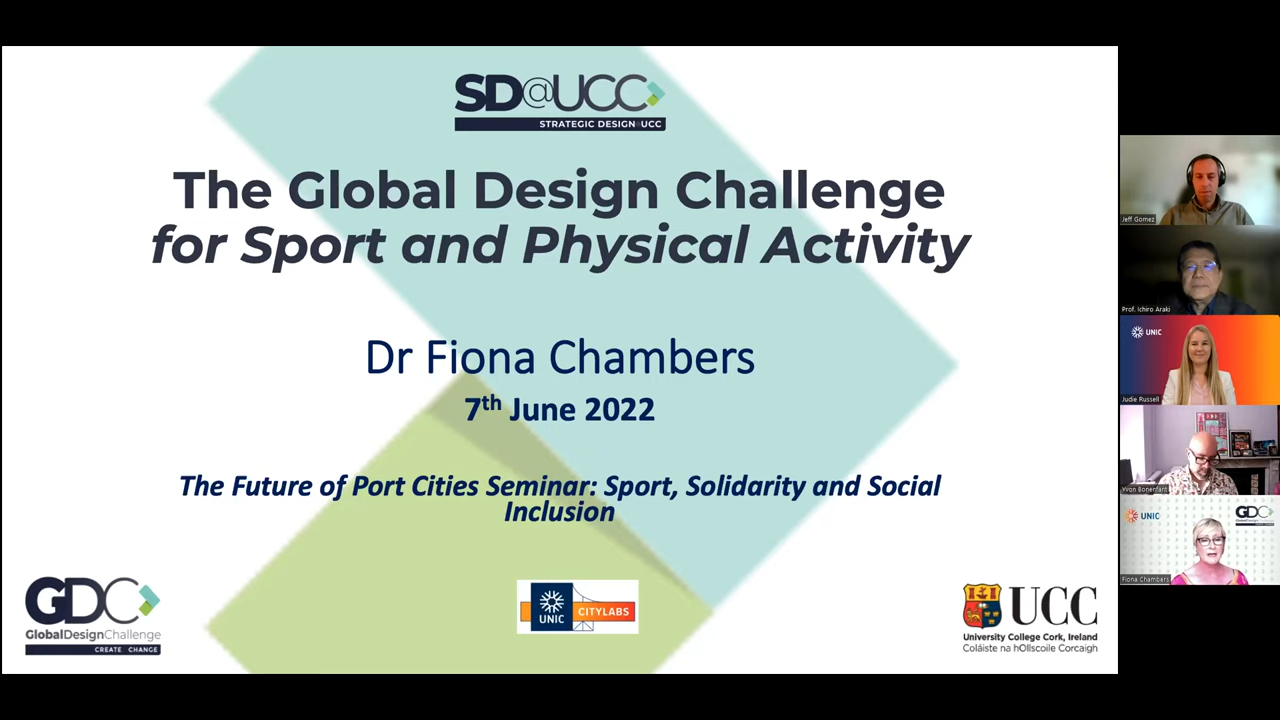 SD@UCC
STRATEGIC DESIGN UCC
The Global Design Challenge
for Sport and Physical Activity
Dr Fiona Chambers
7th June 2022
The Future of Port Cities Seminar: Sport, Solidarity and Social
Inclusion
GDC
GlobalDesignChallenge
CREATE CHANGE
UNIC
CITYLABS
UCC
University College Cork, Ireland
Coláiste na hOllscoile Corcaigh
Jeff Gomez
Prof. Ichiro Araki
UNIC
Judie Russell
Yvon Bonenfant
UNIC
GDC
GlobalDesignChallenge
Fiona Chambers